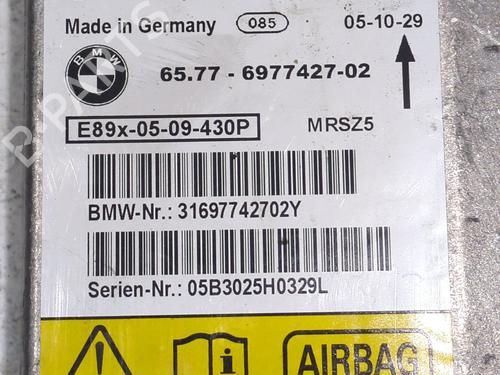 Made in Germany 085 05-10-29
BMW
65.77 - 6977427-02
E89x-05-09-430P MRSZ5
BMW-Nr.: 31697742702Y
Serien-Nr.: 05B3025H0329L
AIRBAG
B-PARTS